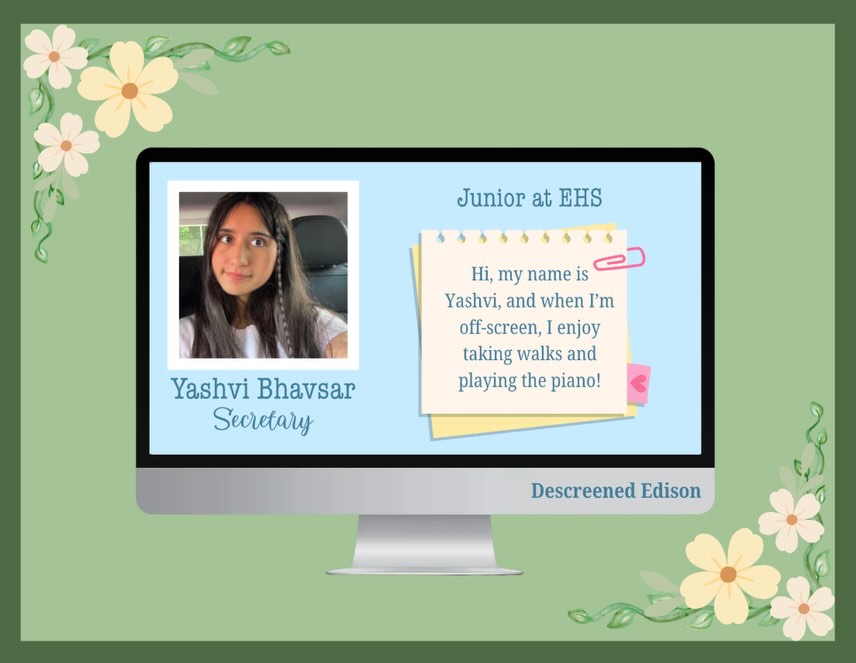 Yashvi Bhavsar
Secretary
Junior at EHS
Hi, my name is
Yashvi, and when I’m
off-screen, I enjoy
taking walks and
playing the piano!
Descreened Edison